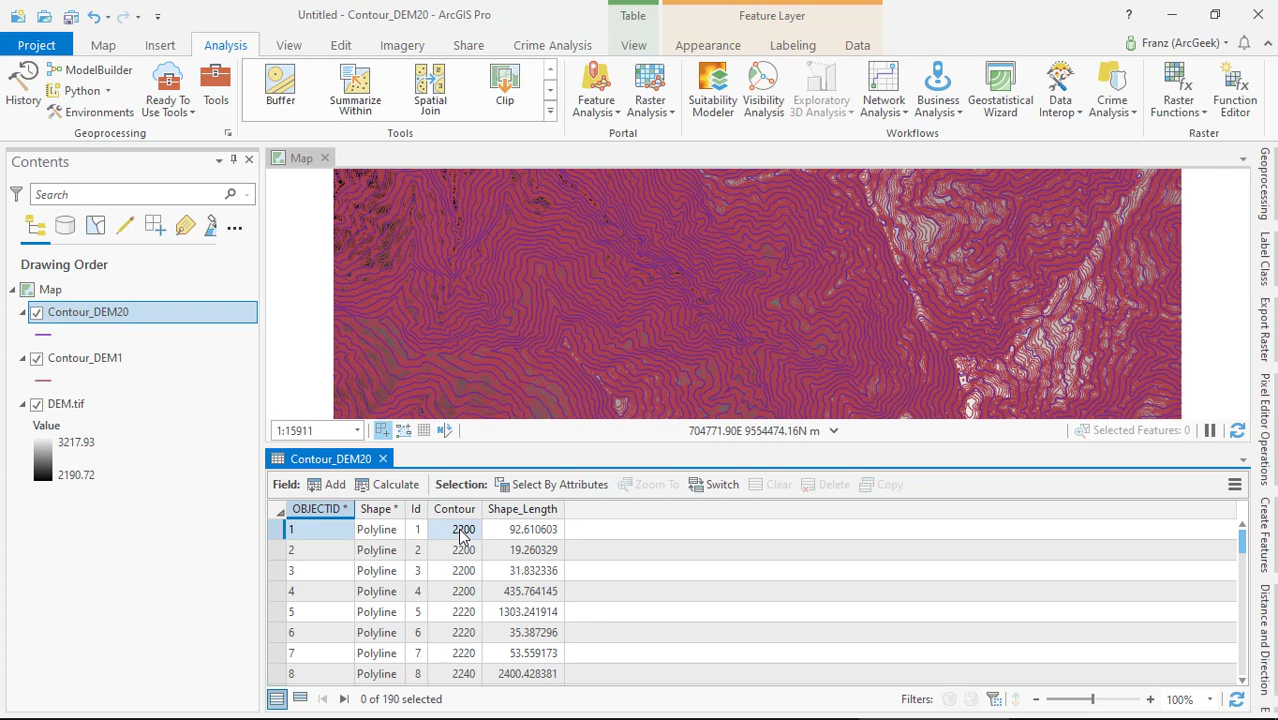 Untitled - Contour_DEM20 - ArcGIS Pro
Table
Feature Layer
?
Project
Map
Insert
Analysis
View
Edit
Imagery
Share
Crime Analysis
View
Appearance
Labeling
Data
Franz (ArcGeek)
History
ModelBuilder
Python
Environments
Ready To Use Tools
Tools
Geoprocessing
Buffer
Summarize Within
Spatial Join
Clip
Tools
Feature Analysis
Raster Analysis
Portal
Suitability Modeler
Visibility Analysis
Exploratory 3D Analysis
Network Analysis
Business Analysis
Geostatistical Wizard
Data Interop
Crime Analysis
Workflows
Raster Functions
Function Editor
Raster
Contents
Search
Drawing Order
Map
Contour_DEM20
Contour_DEM1
DEM.tif
Value
3217.93
2190.72
Map
1:15911
704771.90E 9554474.16N m
Selected Features: 0
Contour_DEM20
Field: Add Calculate Selection: Select By Attributes Zoom To Switch Clear Delete Copy
OBJECTID * Shape * Id Contour Shape_Length
1 Polyline 1 2200 92.610603
2 Polyline 2 2200 19.260329
3 Polyline 3 2200 31.832336
4 Polyline 4 2200 435.764145
5 Polyline 5 2220 1303.241914
6 Polyline 6 2220 35.387296
7 Polyline 7 2220 53.559173
8 Polyline 8 2240 2400.428381
0 of 190 selected
Filters:
100%
Geoprocessing
Label Class
Export Raster
Pixel Editor Operations
Create Features
Distance and Direction